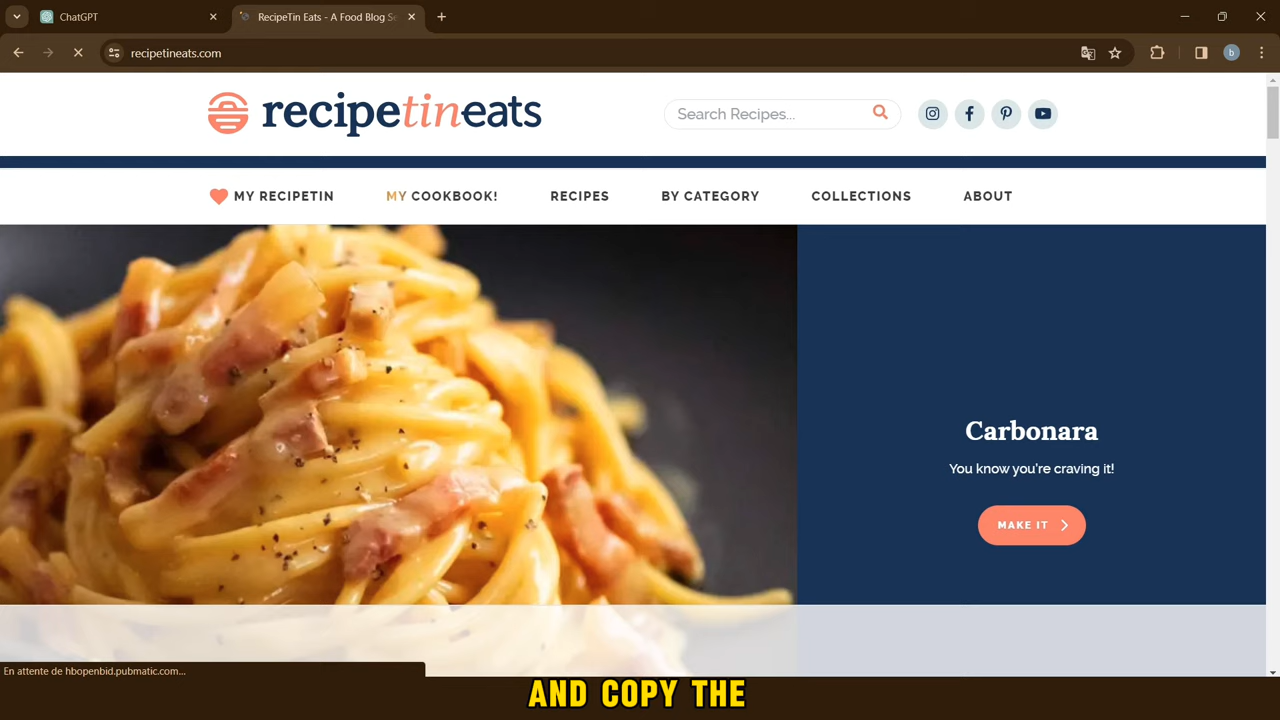 ChatGPT
RecipeTin Eats - A Food Blog Se
recipetineats.com
recipetineats
Search Recipes...
MY RECIPETIN
MY COOKBOOK!
RECIPES
BY CATEGORY
COLLECTIONS
ABOUT
Carbonara
You know you're craving it!
MAKE IT
En attente de hbopenbid.pubmatic.com...
AND COPY THE